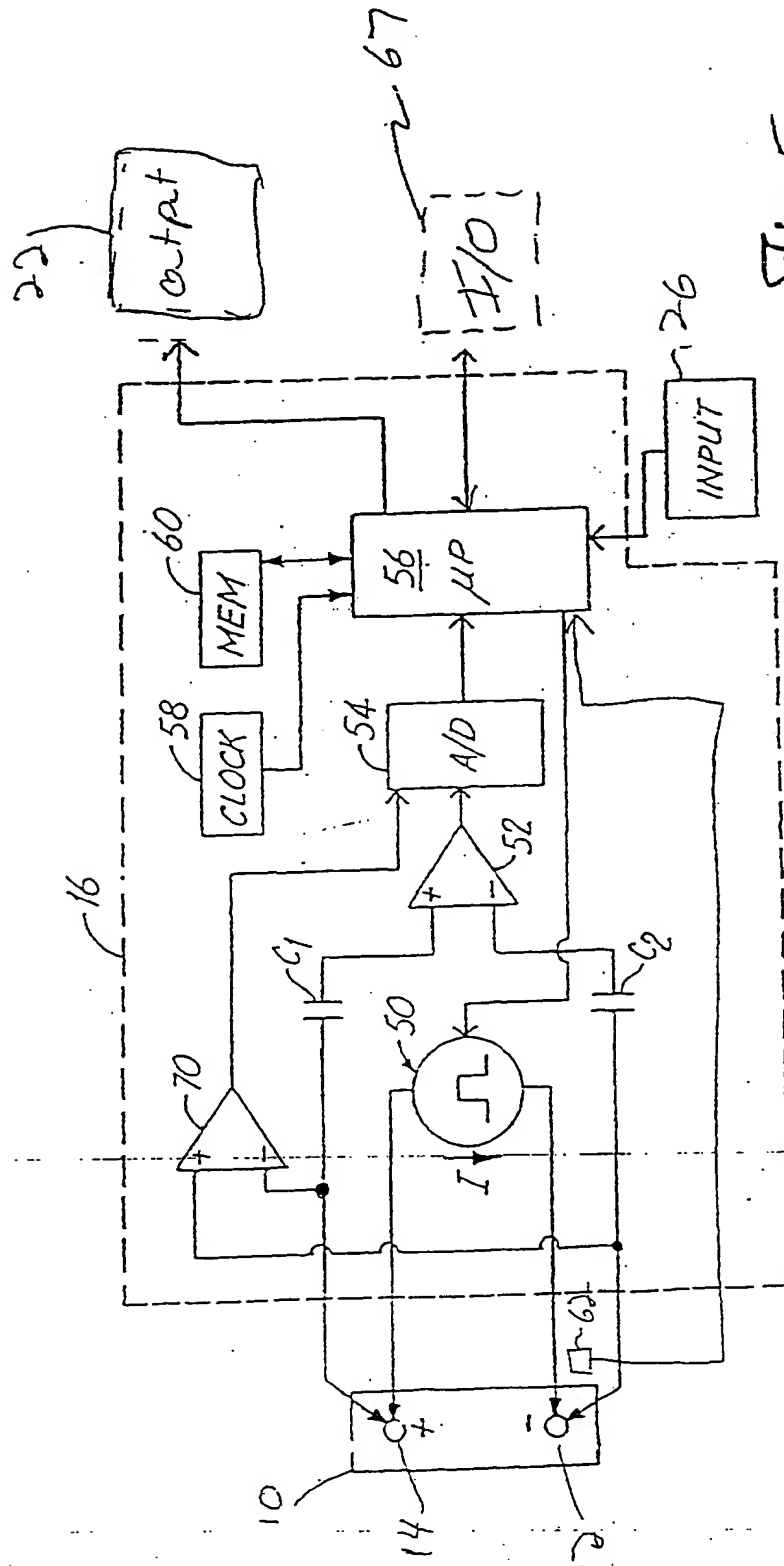 22
output
67
I/O
16
60
MEM
58
CLOCK
56
μP
54
A/D
26
INPUT
70
+
−
C1
50
+
−
52
I
C2
62
10
+
14
−